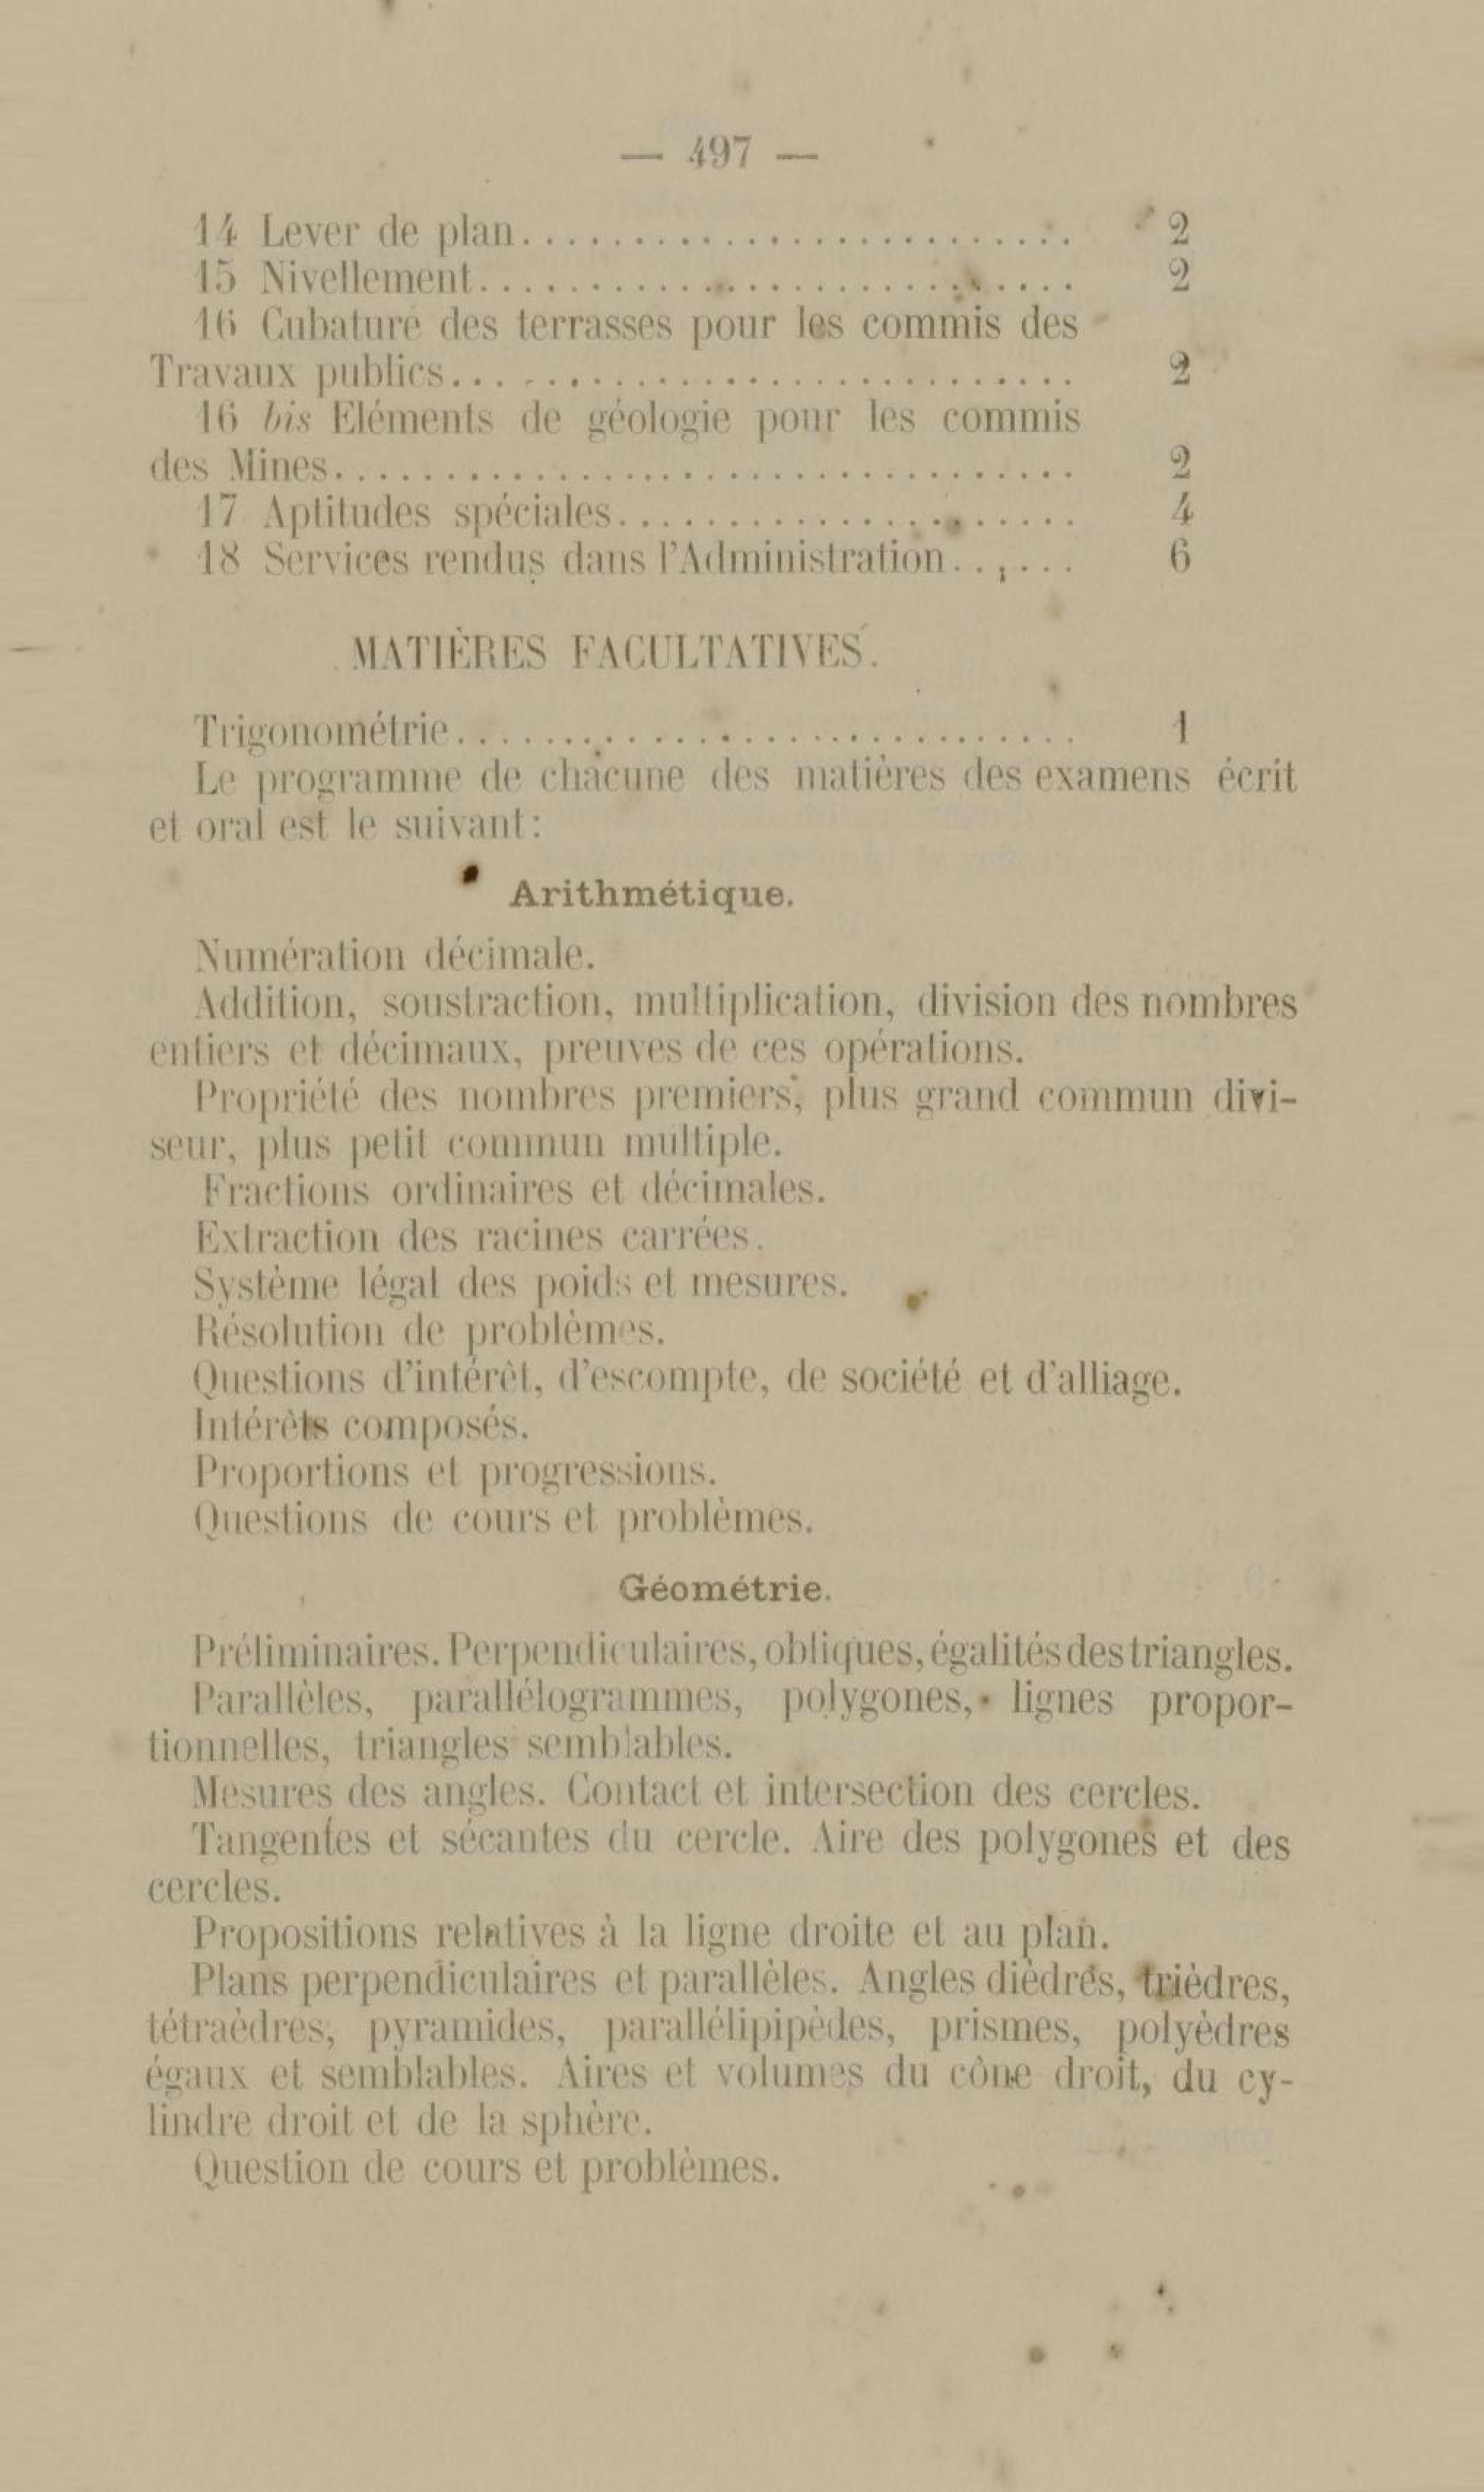 — 497 —
14 Lever de plan........................... 2
15 Nivellement........................... 2
16 Cubature des terrasses pour les commis des
Travaux publics........................... 2
16 bis Eléments de géologie pour les commis
des Mines................................. 2
17 Aptitudes spéciales..................... 4
18 Services rendus dans l'Administration...... 6
MATIÈRES FACULTATIVES.
Trigonométrie............................ 1
Le programme de chacune des matières des examens écrit
et oral est le suivant:
Arithmétique.
Numération décimale.
Addition, soustraction, multiplication, division des nombres
entiers et décimaux, preuves de ces opérations.
Propriété des nombres premiers, plus grand commun divi-
seur, plus petit commun multiple.
Fractions ordinaires et décimales.
Extraction des racines carrées.
Système légal des poids et mesures.
Résolution de problèmes.
Questions d'intérêt, d'escompte, de société et d'alliage.
Intérêts composés.
Proportions et progressions.
Questions de cours et problèmes.
Géométrie.
Préliminaires. Perpendiculaires, obliques, égalités des triangles.
Parallèles, parallélogrammes, polygones, lignes propor-
tionnelles, triangles semblables.
Mesures des angles. Contact et intersection des cercles.
Tangentes et sécantes du cercle. Aire des polygones et des
cercles.
Propositions relatives à la ligne droite et au plan.
Plans perpendiculaires et parallèles. Angles dièdres, trièdres,
tétraèdres, pyramides, parallélipipèdes, prismes, polyèdres
égaux et semblables. Aires et volumes du cône droit, du cy-
lindre droit et de la sphère.
Question de cours et problèmes.